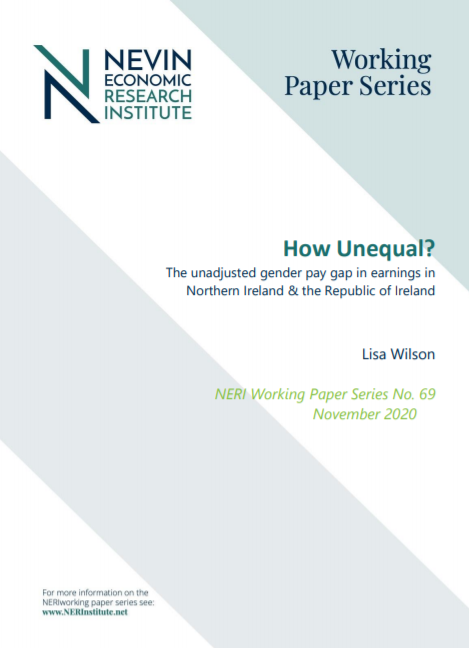 NEVIN
ECONOMIC
RESEARCH
INSTITUTE
Working
Paper Series
How Unequal?
The unadjusted gender pay gap in earnings in
Northern Ireland & the Republic of Ireland
Lisa Wilson
NERI Working Paper Series No. 69
November 2020
For more information on the
NERIworking paper series see:
www.NERInstitute.net